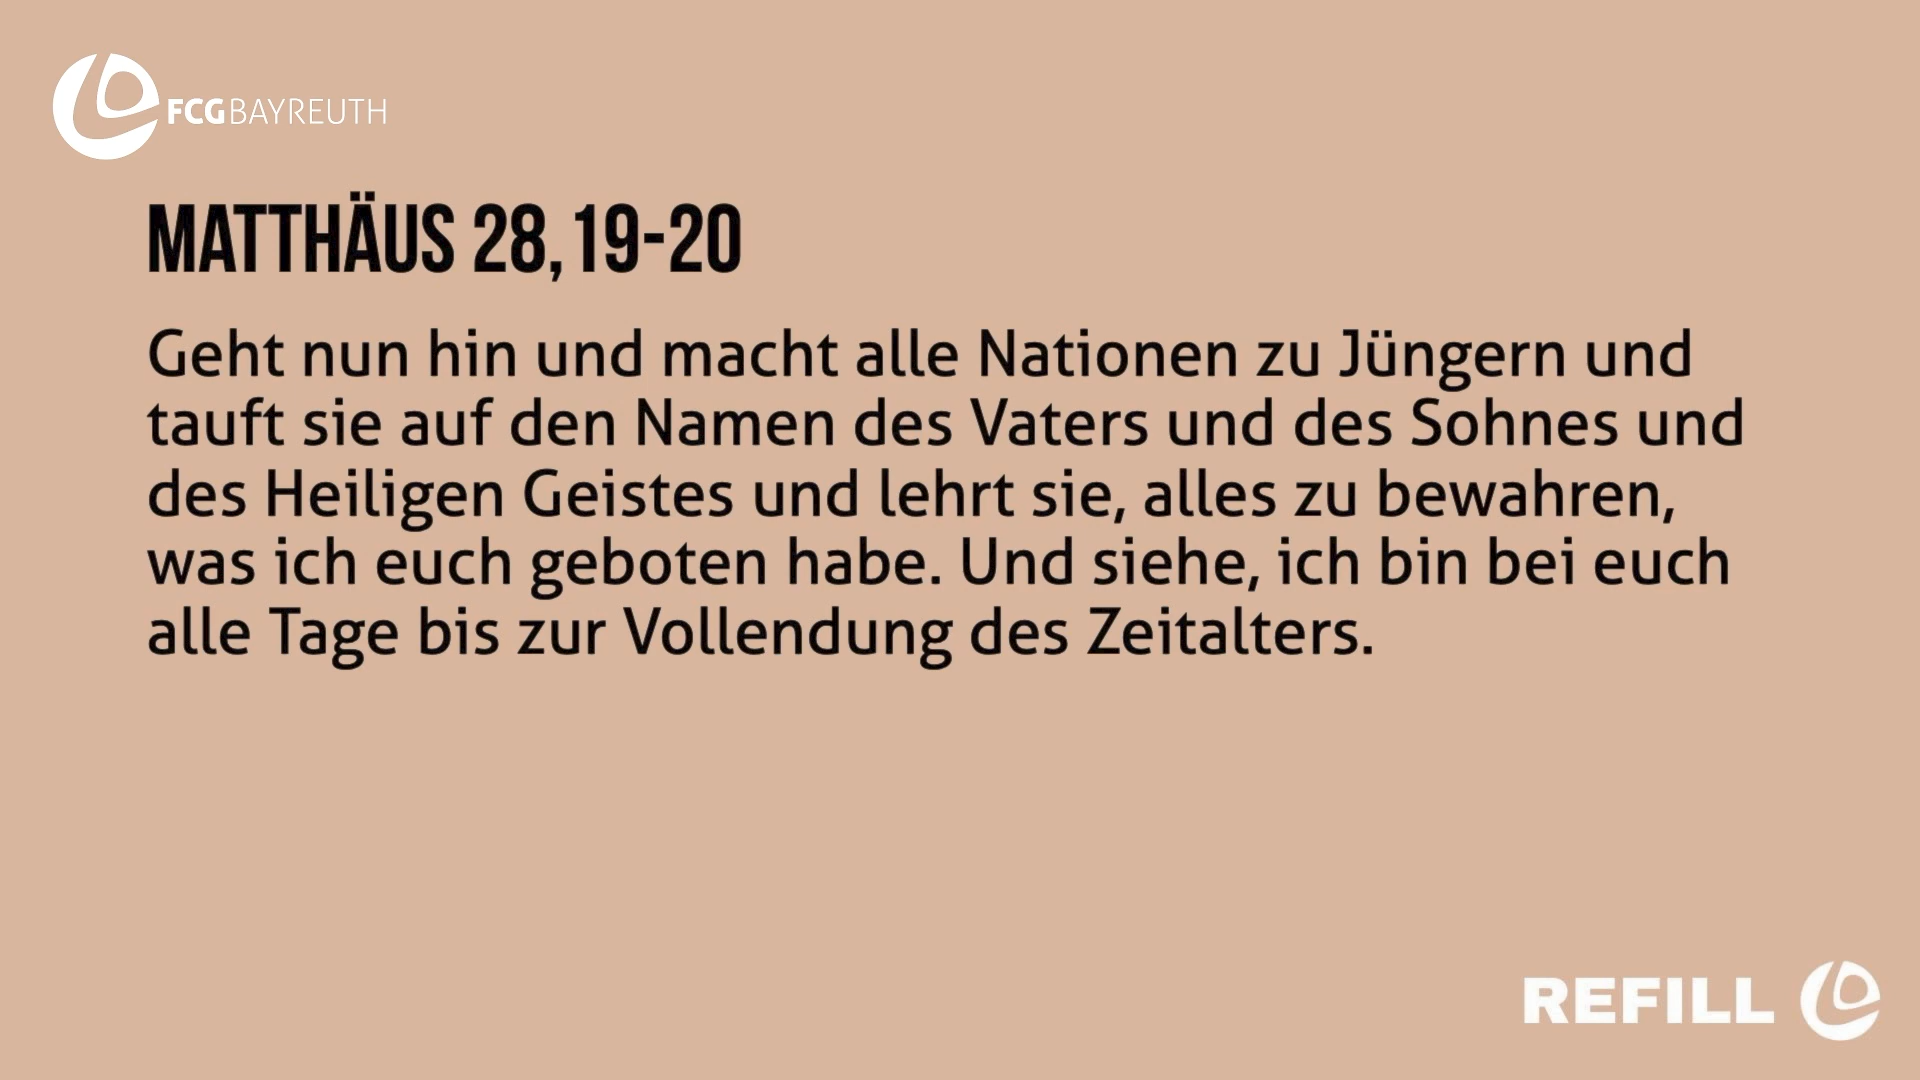 FCGBAYREUTH
MATTHÄUS 28,19-20
Geht nun hin und macht alle Nationen zu Jüngern und
tauft sie auf den Namen des Vaters und des Sohnes und
des Heiligen Geistes und lehrt sie, alles zu bewahren,
was ich euch geboten habe. Und siehe, ich bin bei euch
alle Tage bis zur Vollendung des Zeitalters.
REFILL